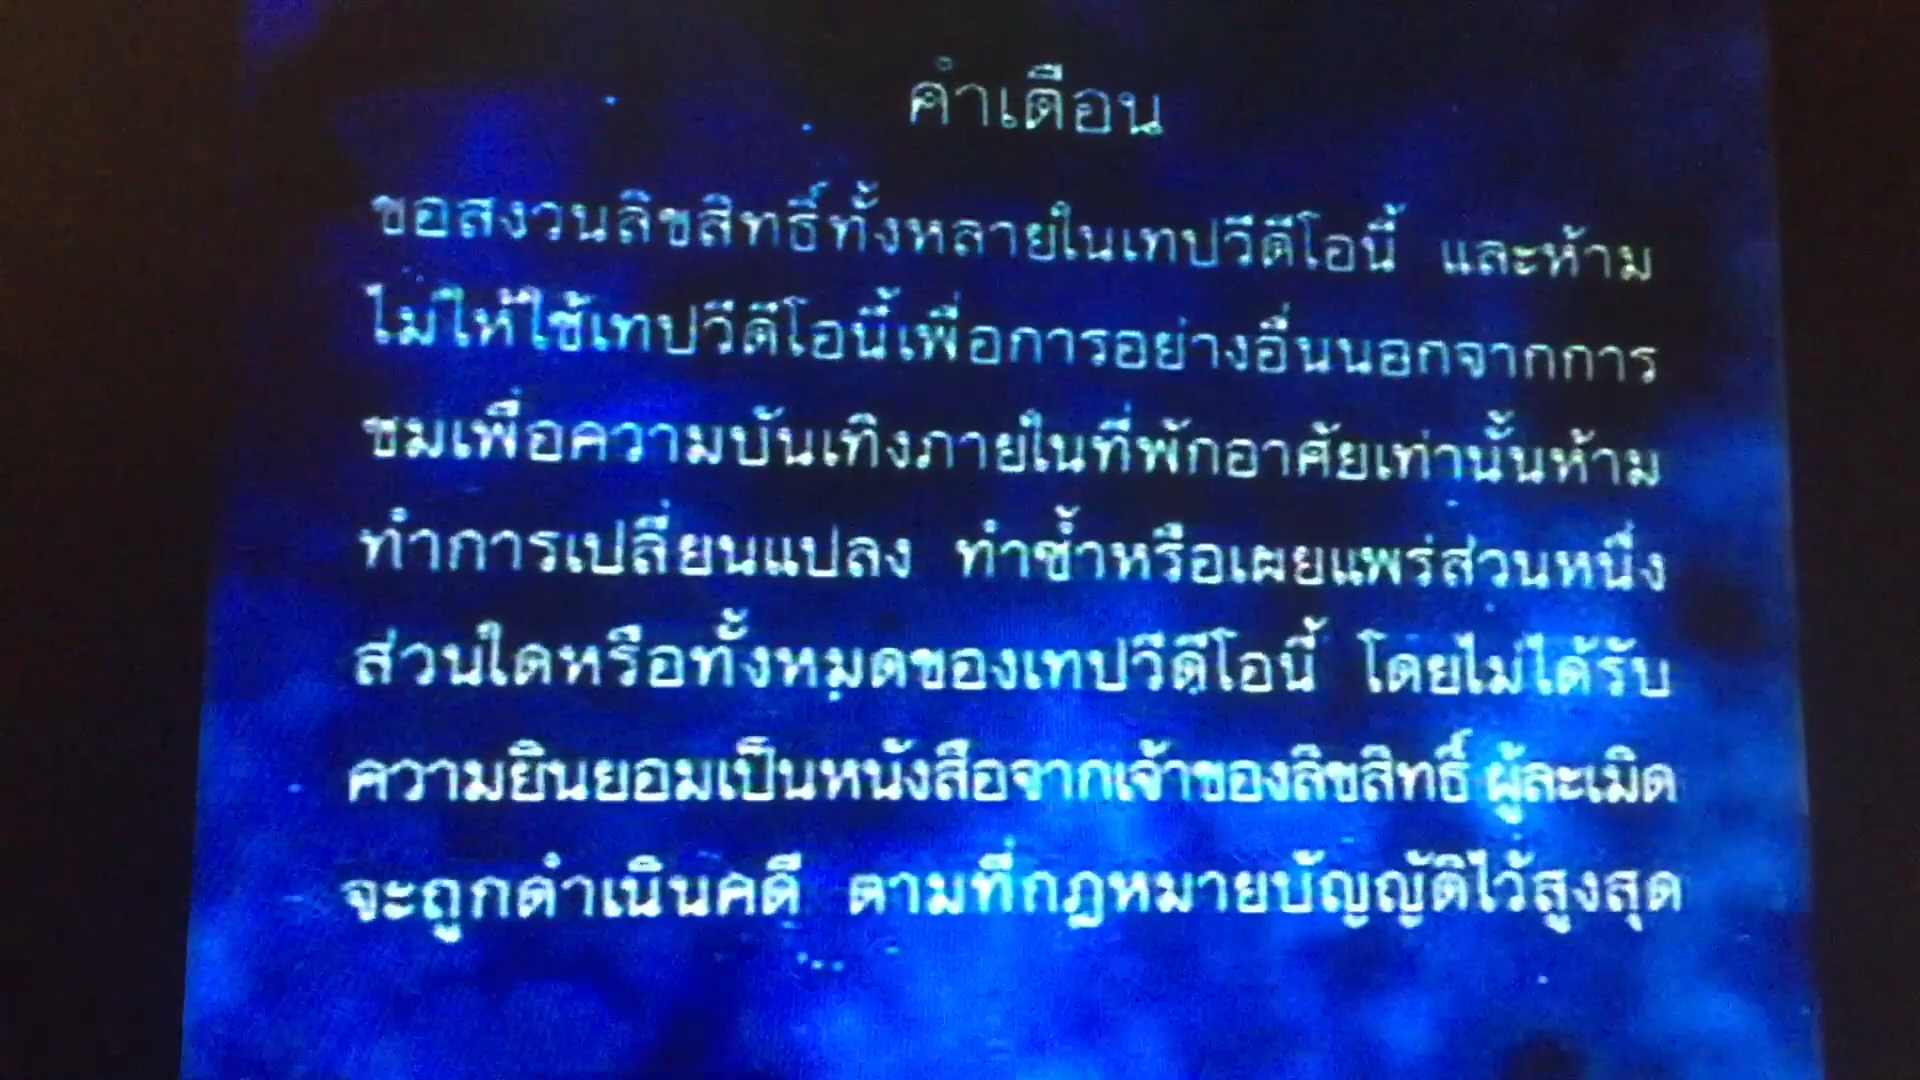 คำเตือน
ขอสงวนลิขสิทธิ์ทั้งหลายในเทปวีดีโอนี้ และห้าม
ไม่ให้ใช้เทปวีดีโอนี้เพื่อการอย่างอื่นนอกจากการ
ชมเพื่อความบันเทิงภายในที่พักอาศัยเท่านั้นห้าม
ทำการเปลี่ยนแปลง ทำซ้ำหรือเผยแพร่ส่วนหนึ่ง
ส่วนใดหรือทั้งหมดของเทปวีดีโอนี้ โดยไม่ได้รับ
ความยินยอมเป็นหนังสือจากเจ้าของลิขสิทธิ์ ผู้ละเมิด
จะถูกดำเนินคดี ตามที่กฎหมายบัญญัติไว้สูงสุด